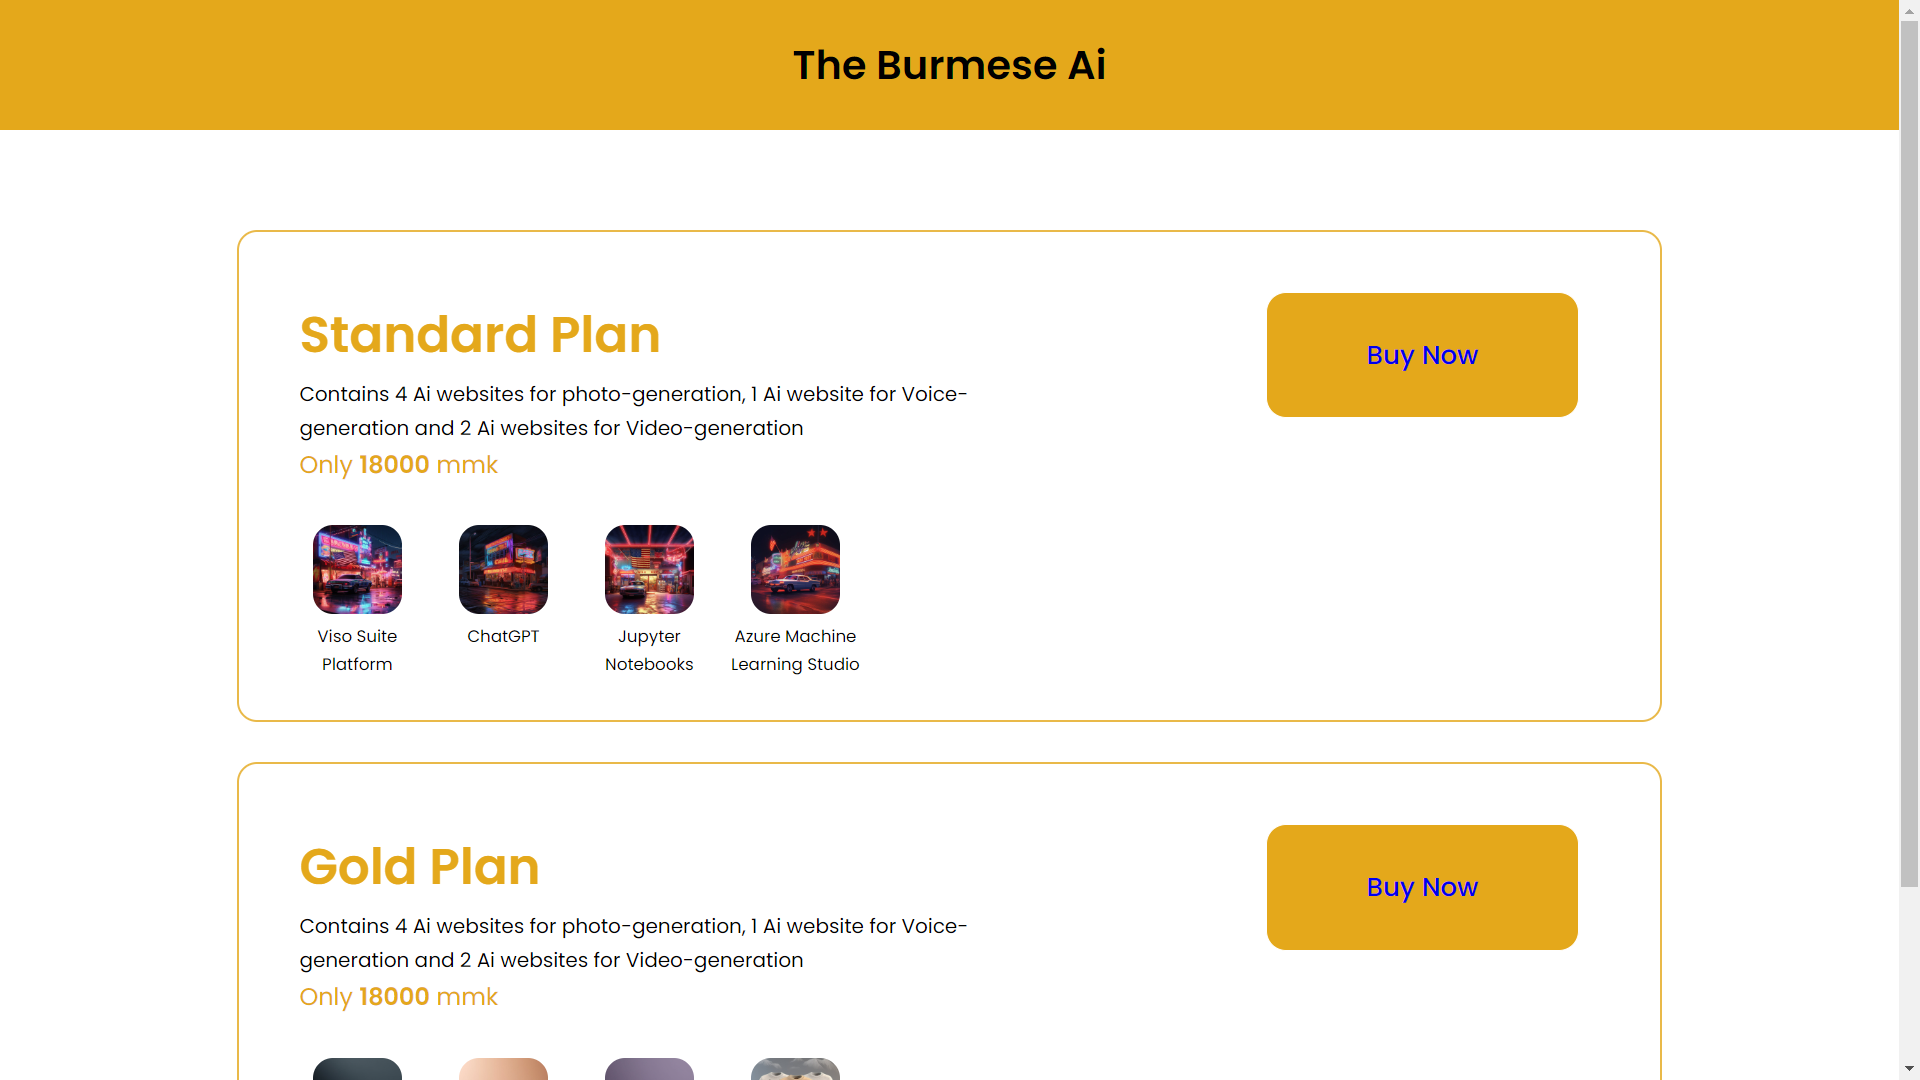 The Burmese Ai
Standard Plan
Contains 4 Ai websites for photo-generation, 1 Ai website for Voice-
generation and 2 Ai websites for Video-generation
Only 18000 mmk
Buy Now
Viso Suite
Platform
ChatGPT
Jupyter
Notebooks
Azure Machine
Learning Studio
Gold Plan
Contains 4 Ai websites for photo-generation, 1 Ai website for Voice-
generation and 2 Ai websites for Video-generation
Only 18000 mmk
Buy Now